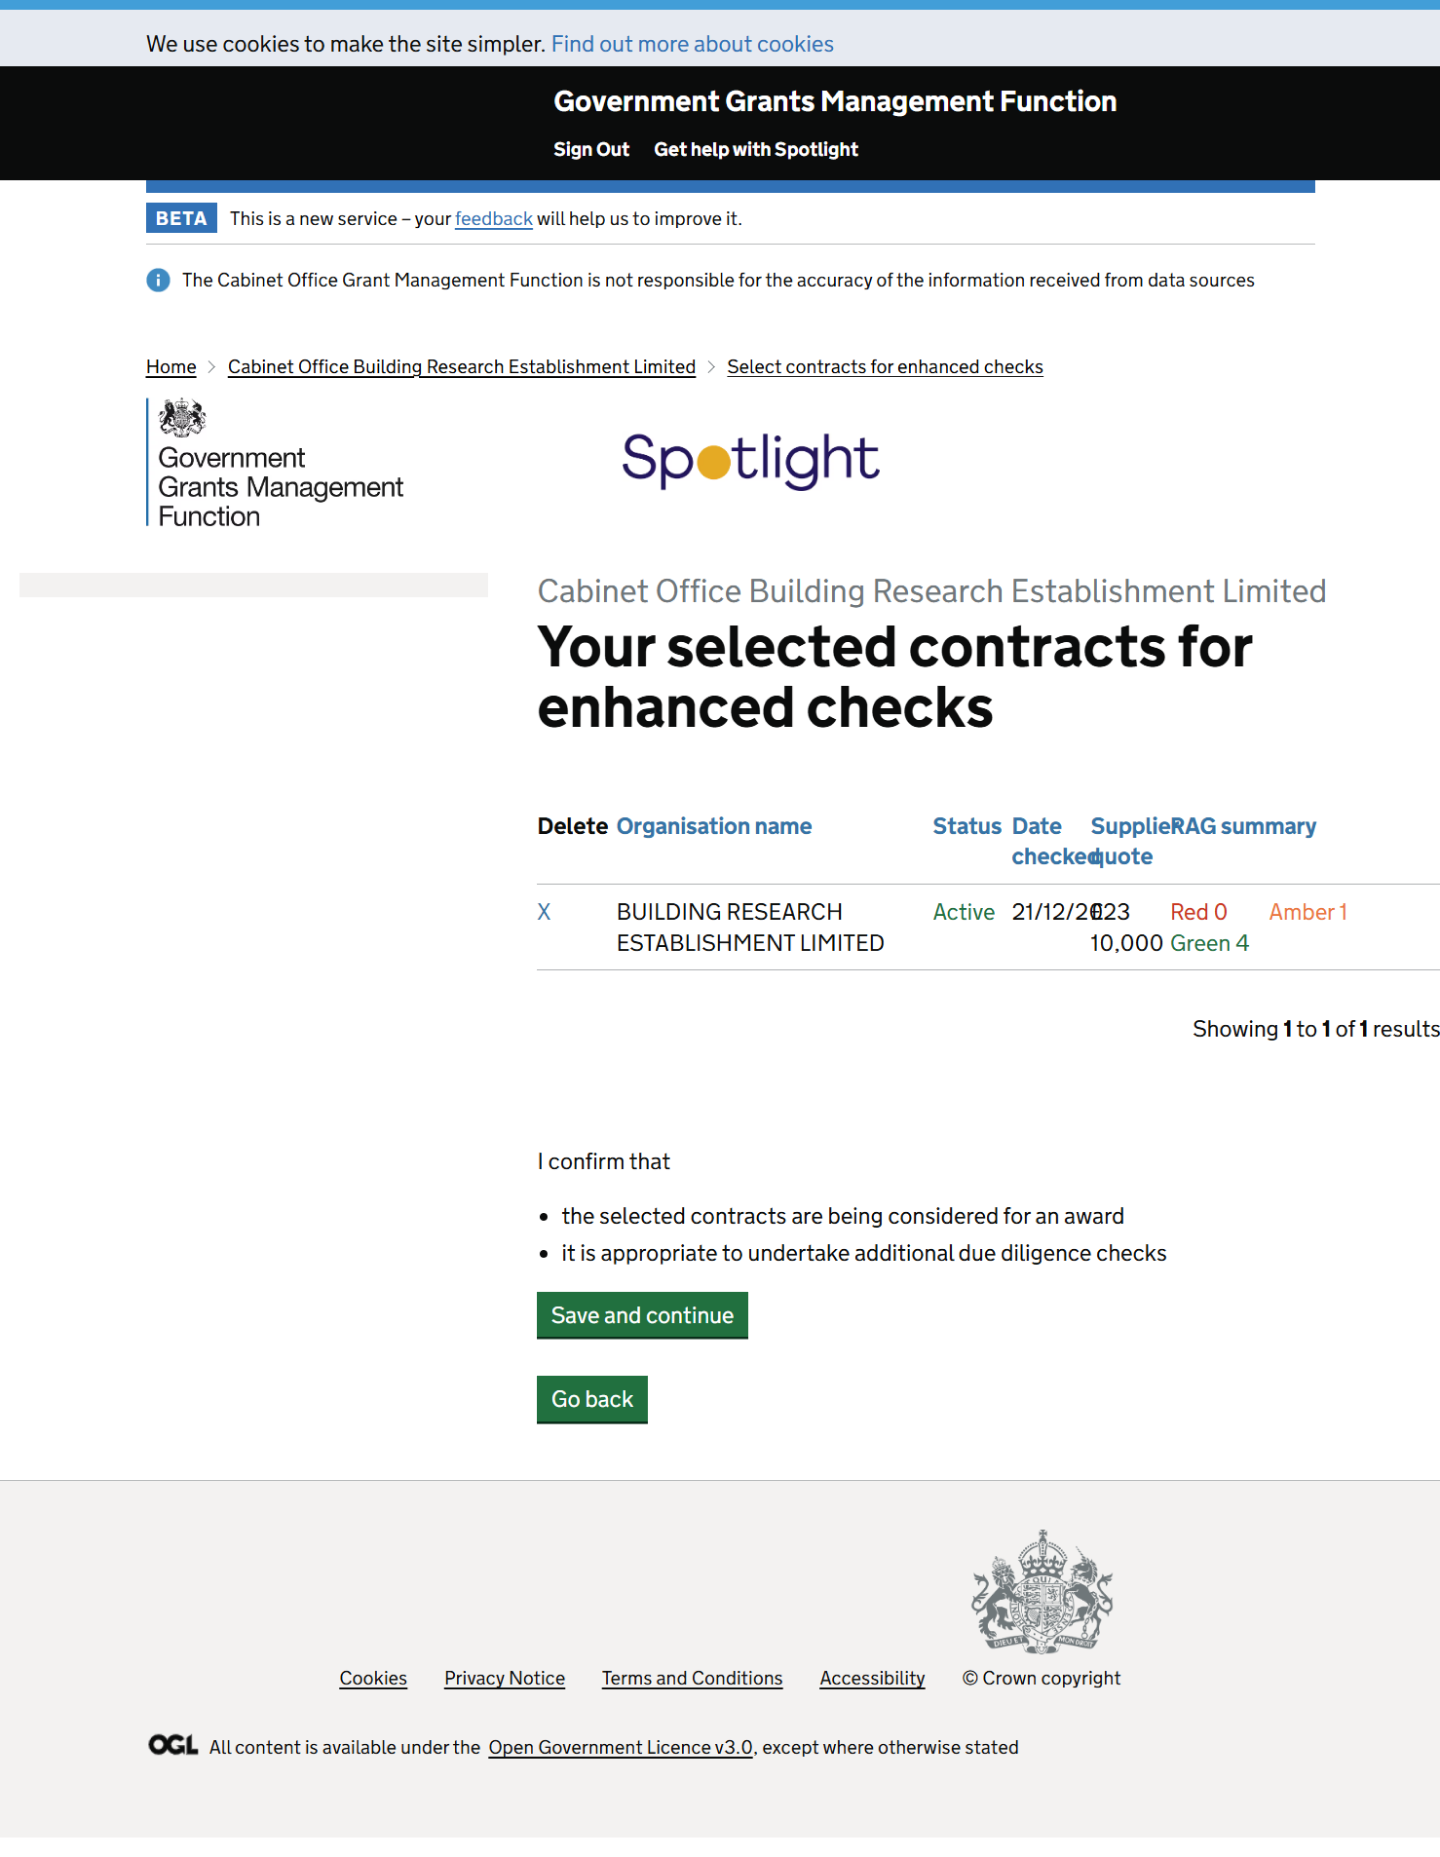 We use cookies to make the site simpler. Find out more about cookies
Government Grants Management Function
Sign Out Get help with Spotlight
BETA This is a new service – your feedback will help us to improve it.
The Cabinet Office Grant Management Function is not responsible for the accuracy of the information received from data sources
Home > Cabinet Office Building Research Establishment Limited > Select contracts for enhanced checks
Government
Grants Management
Function
Spotlight
Cabinet Office Building Research Establishment Limited
Your selected contracts for
enhanced checks
Delete Organisation name Status Date Supplier RAG summary
checked quote
X BUILDING RESEARCH Active 21/12/2023 £ Red 0 Amber 1
ESTABLISHMENT LIMITED 10,000 Green 4
Showing 1 to 1 of 1 results
I confirm that
• the selected contracts are being considered for an award
• it is appropriate to undertake additional due diligence checks
Save and continue
Go back
DIEU ET MON DROIT
Cookies Privacy Notice Terms and Conditions Accessibility © Crown copyright
OGL All content is available under the Open Government Licence v3.0, except where otherwise stated